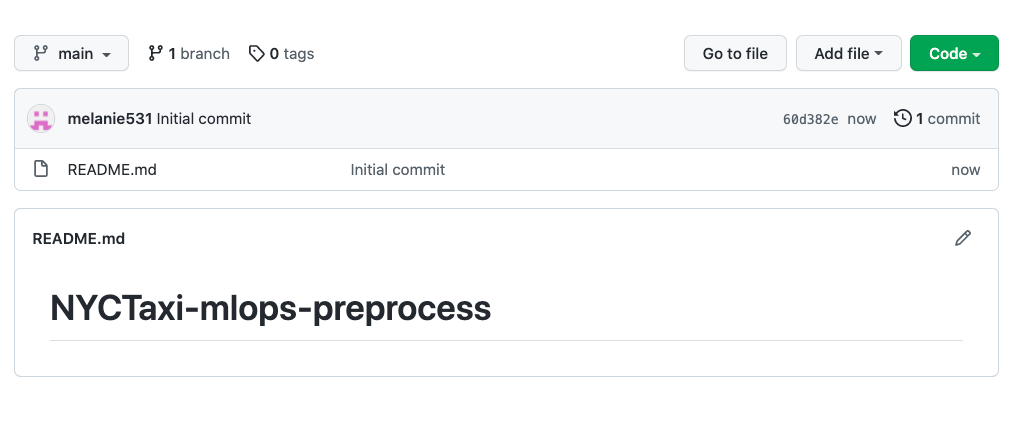 main 1 branch 0 tags Go to file Add file Code
melanie531 Initial commit 60d382e now 1 commit
README.md Initial commit now
README.md
NYCTaxi-mlops-preprocess